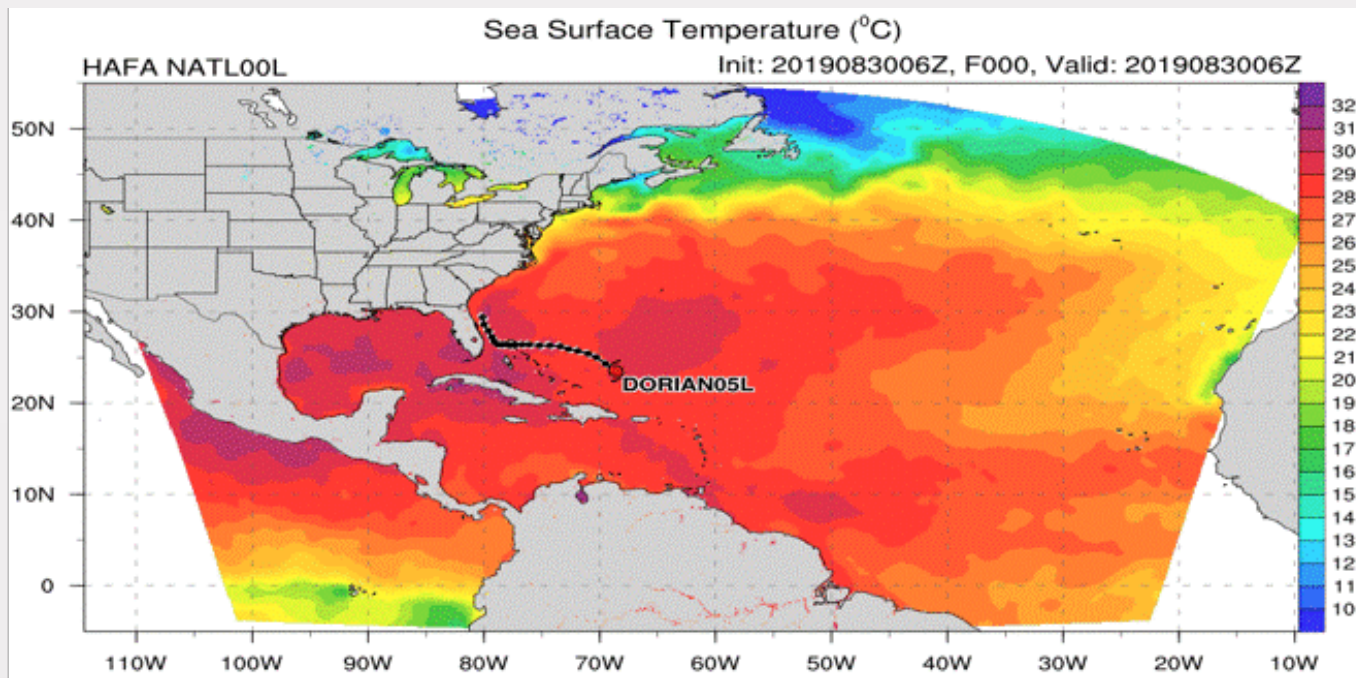 Sea Surface Temperature (⁰C)
HAFA NATL00L
Init: 2019083006Z, F000, Valid: 2019083006Z
50N
40N
30N
20N
10N
0
DORIAN05L
110W 100W 90W 80W 70W 60W 50W 40W 30W 20W 10W
32
31
30
29
28
27
26
25
24
23
22
21
20
19
18
17
16
15
14
13
12
11
10